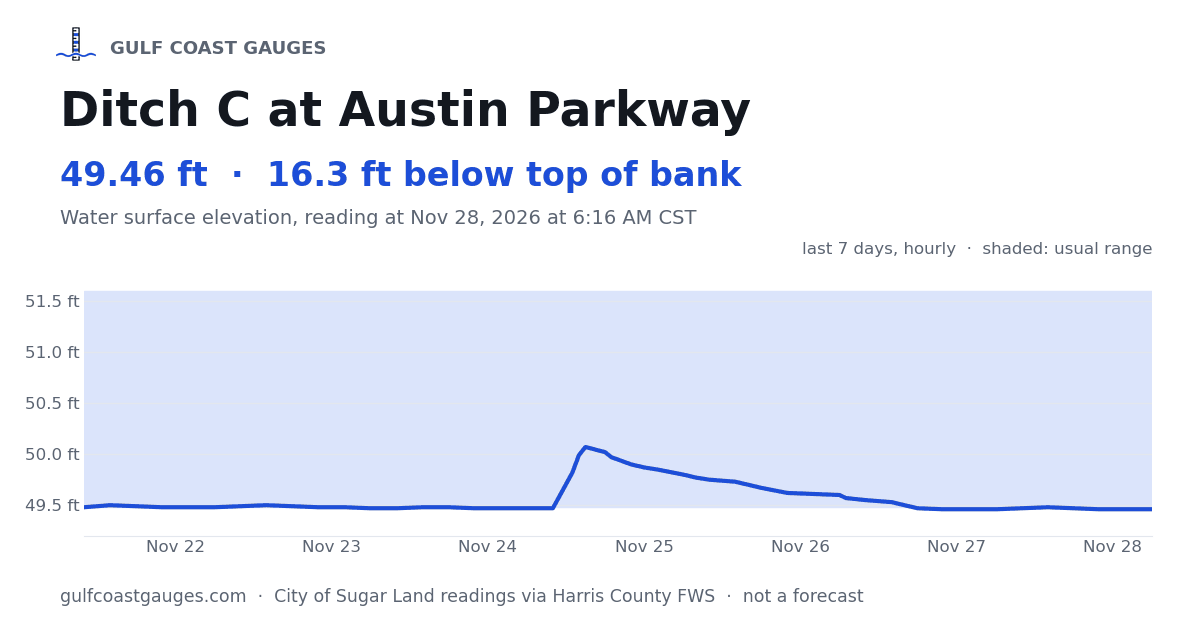 GULF COAST GAUGES
Ditch C at Austin Parkway
49.46 ft · 16.3 ft below top of bank
Water surface elevation, reading at Nov 28, 2026 at 6:16 AM CST
last 7 days, hourly · shaded: usual range
51.5 ft
51.0 ft
50.5 ft
50.0 ft
49.5 ft
Nov 22 Nov 23 Nov 24 Nov 25 Nov 26 Nov 27 Nov 28
gulfcoastgauges.com · City of Sugar Land readings via Harris County FWS · not a forecast